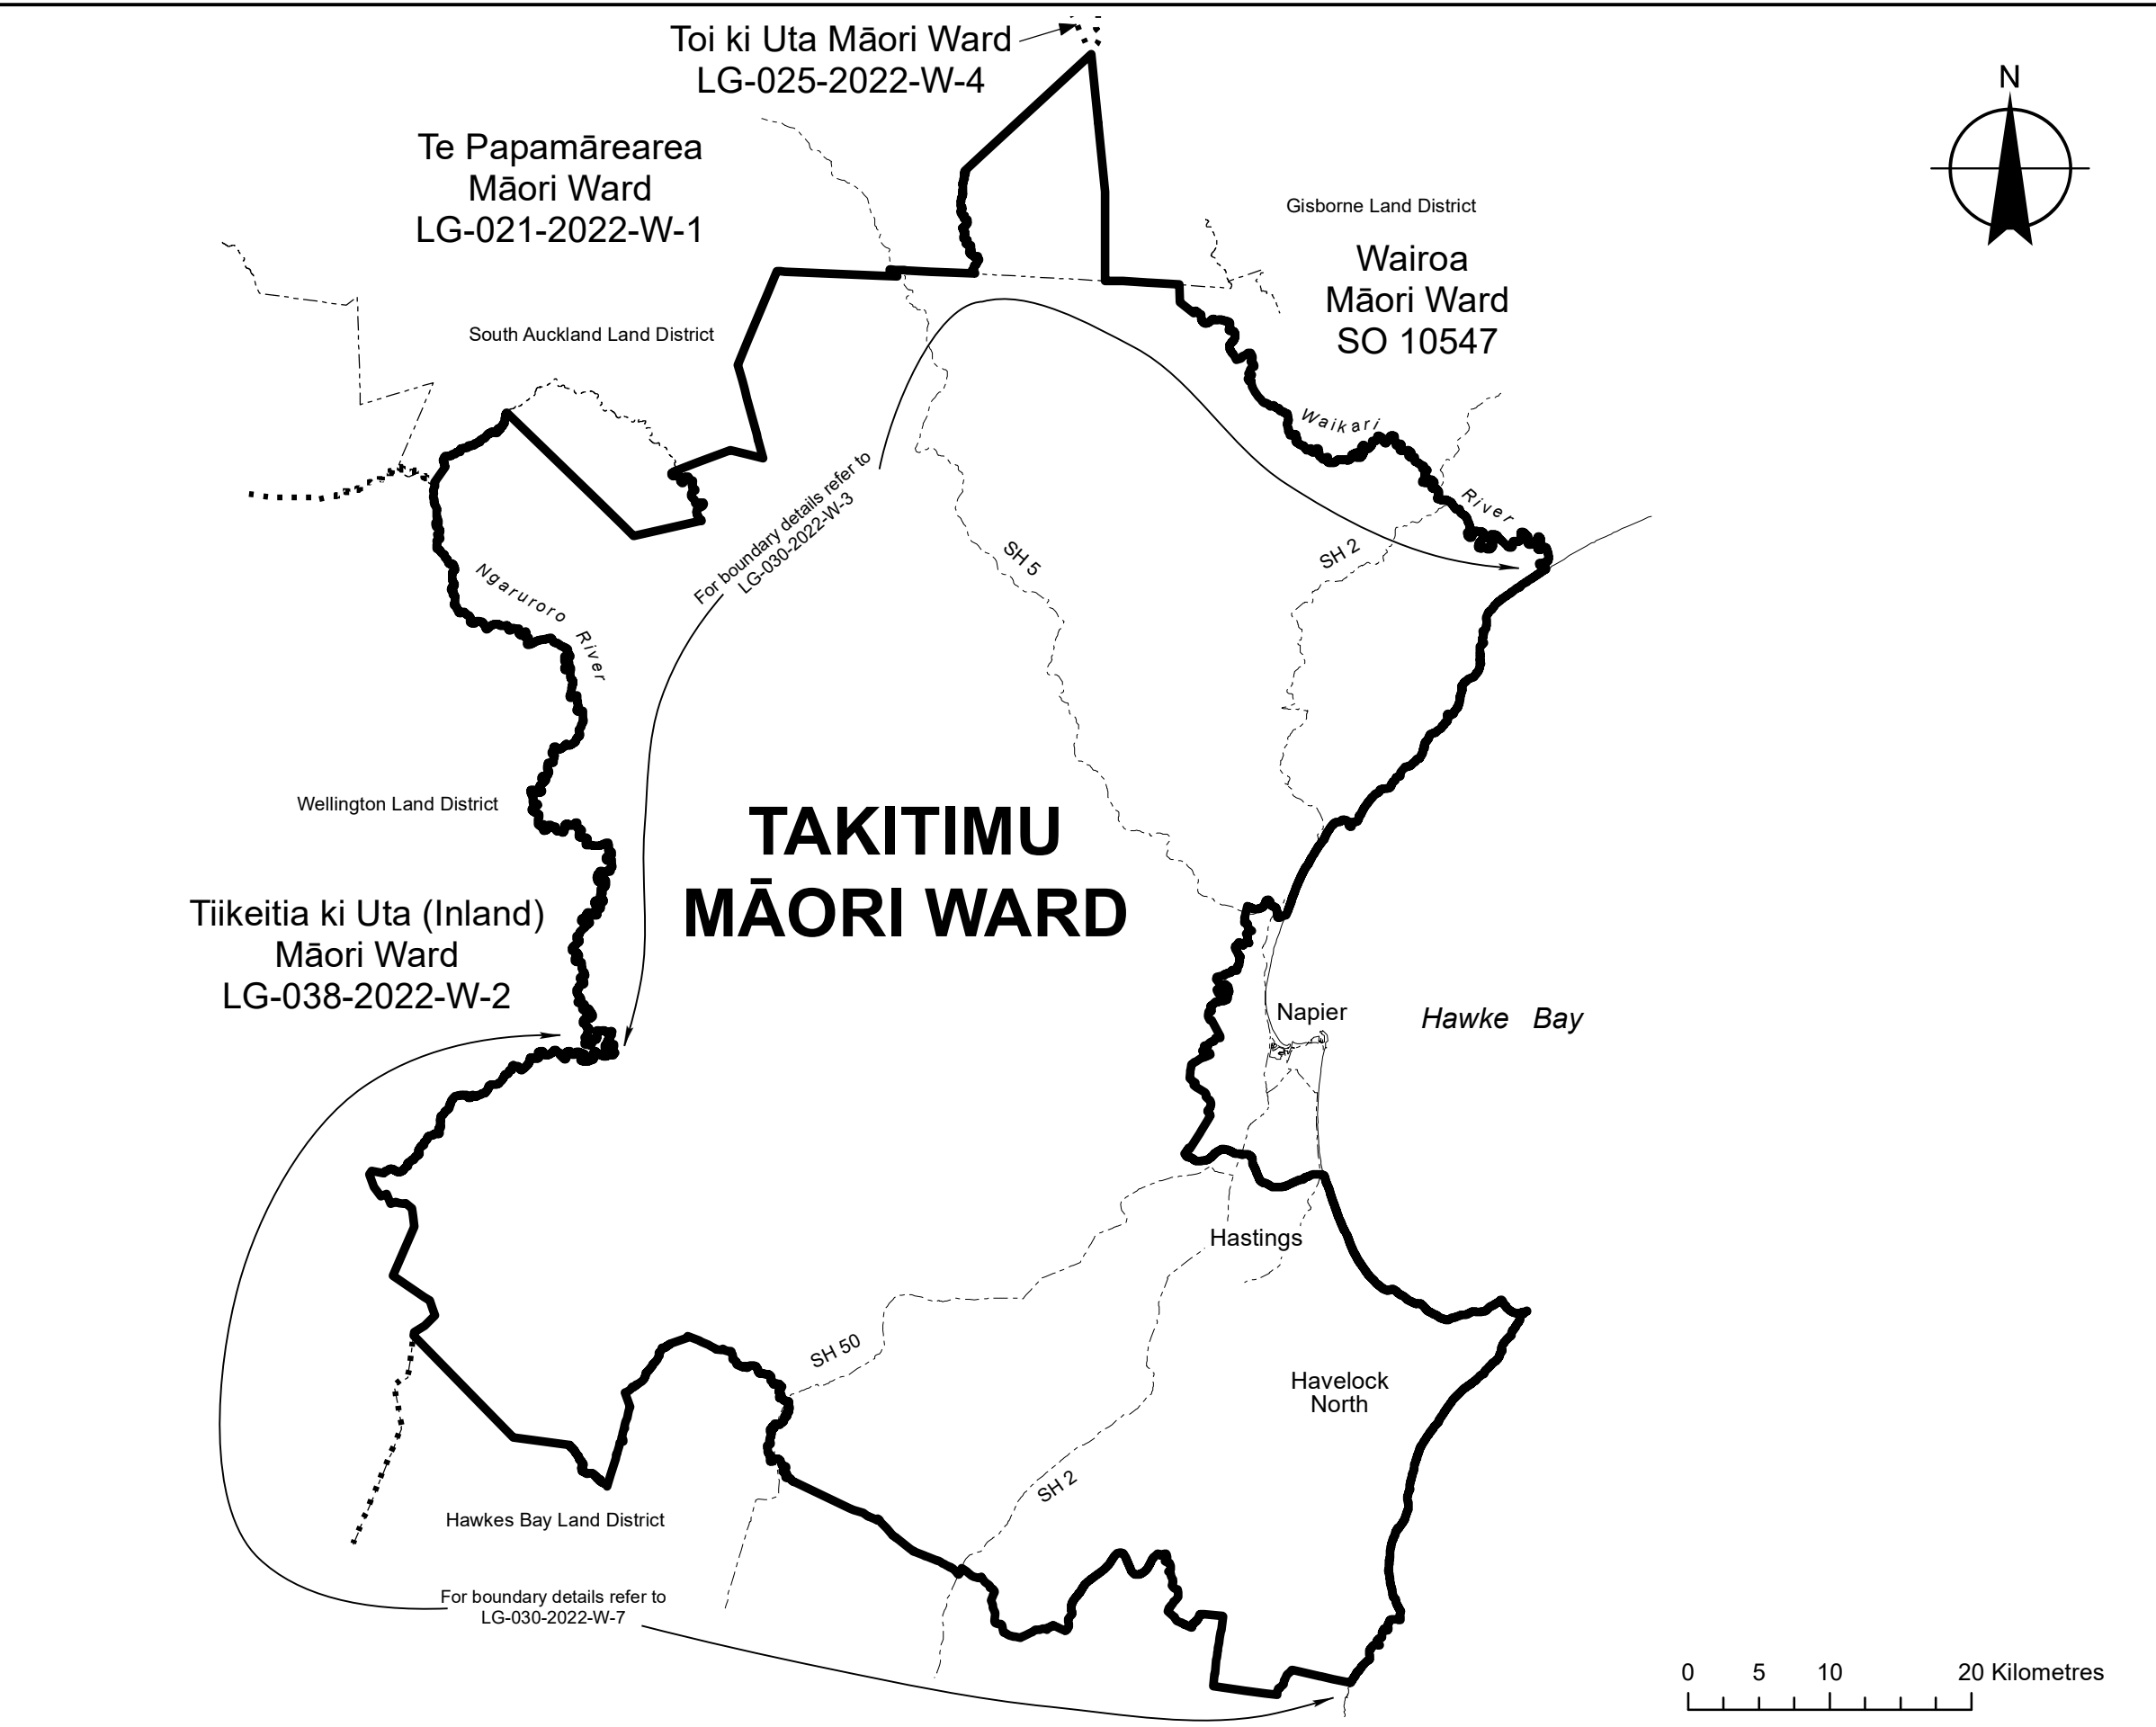 Toi ki Uta Māori Ward
LG-025-2022-W-4
N
Te Papamārearea
Māori Ward
LG-021-2022-W-1
Gisborne Land District
Wairoa
Māori Ward
SO 10547
South Auckland Land District
Waikari
River
For boundary details refer to
LG-030-2022-W-3
SH 5
SH 2
Ngaruroro River
Wellington Land District
TAKITIMU
MĀORI WARD
Tiikeitia ki Uta (Inland)
Māori Ward
LG-038-2022-W-2
Napier
Hawke Bay
Hastings
SH 50
Havelock
North
SH 2
Hawkes Bay Land District
For boundary details refer to
LG-030-2022-W-7
0 5 10 20 Kilometres